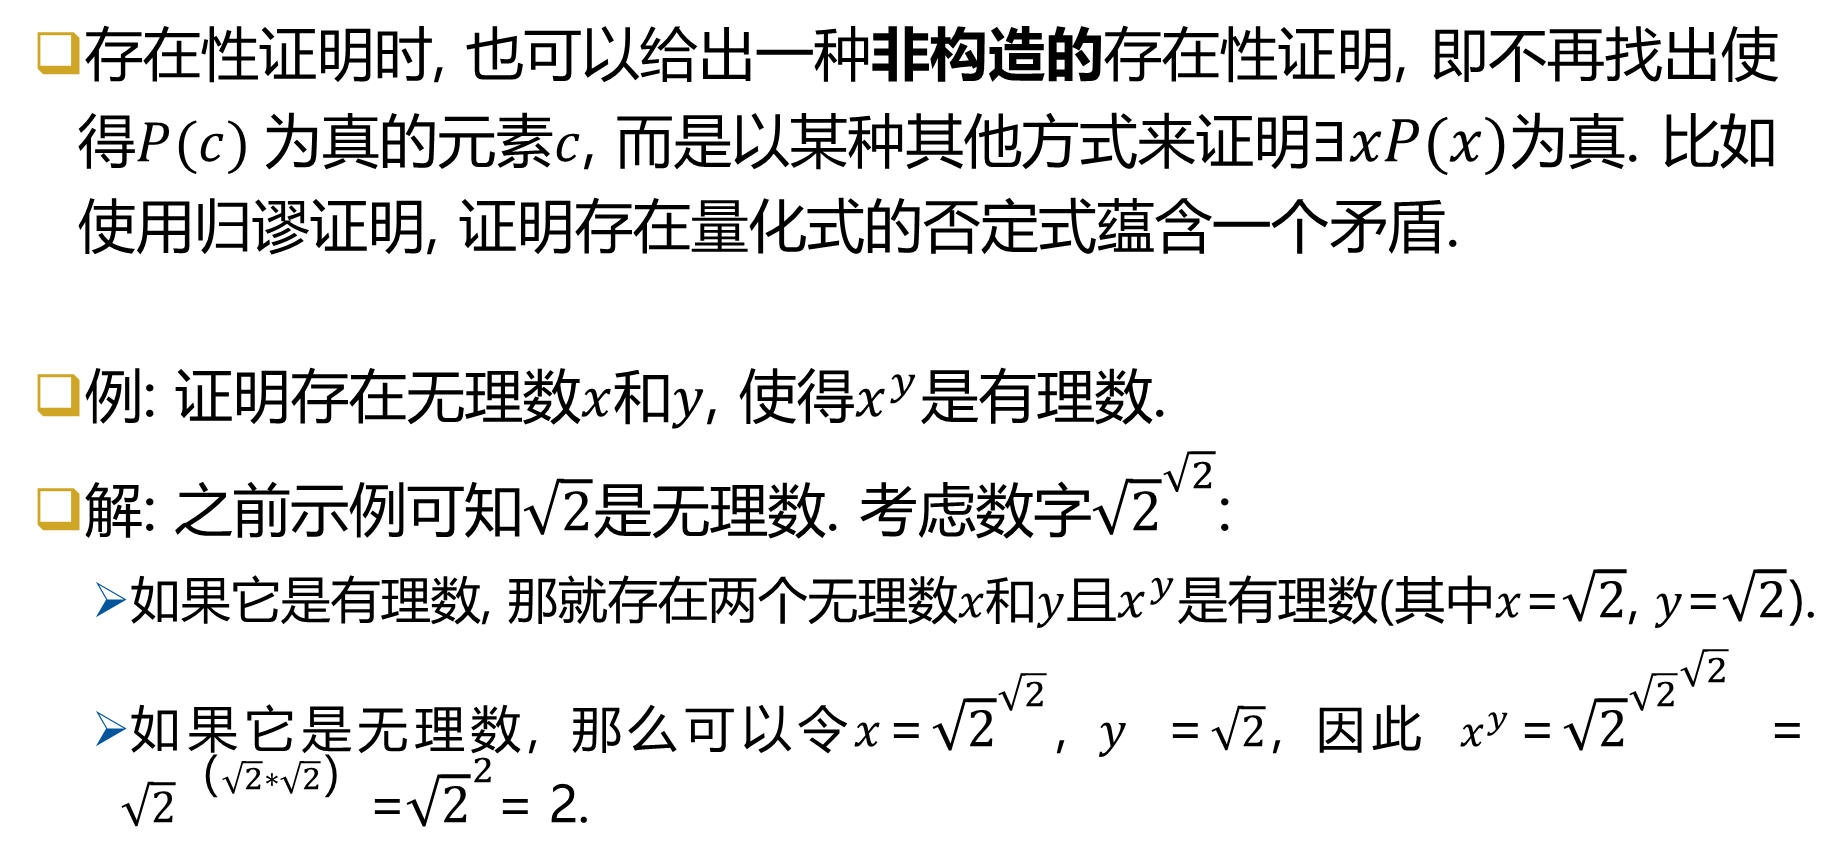 ❑存在性证明时, 也可以给出一种非构造的存在性证明, 即不再找出使
得P(c) 为真的元素c, 而是以某种其他方式来证明∃xP(x)为真. 比如
使用归谬证明, 证明存在量化式的否定式蕴含一个矛盾.
❑例: 证明存在无理数x和y, 使得x^y是有理数.
❑解: 之前示例可知√2是无理数. 考虑数字√2^√2:
➢如果它是有理数, 那就存在两个无理数x和y且x^y是有理数(其中x=√2, y=√2).
➢如果它是无理数, 那么可以令x=√2^√2, y =√2, 因此 x^y=√2^√2^√2 =
√2^(√2*√2) =√2^2= 2.